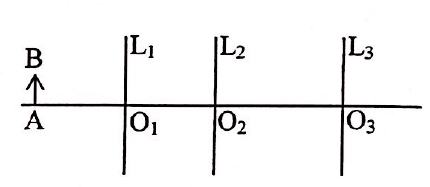 L₁ L₂ L₃
B
A O₁ O₂ O₃